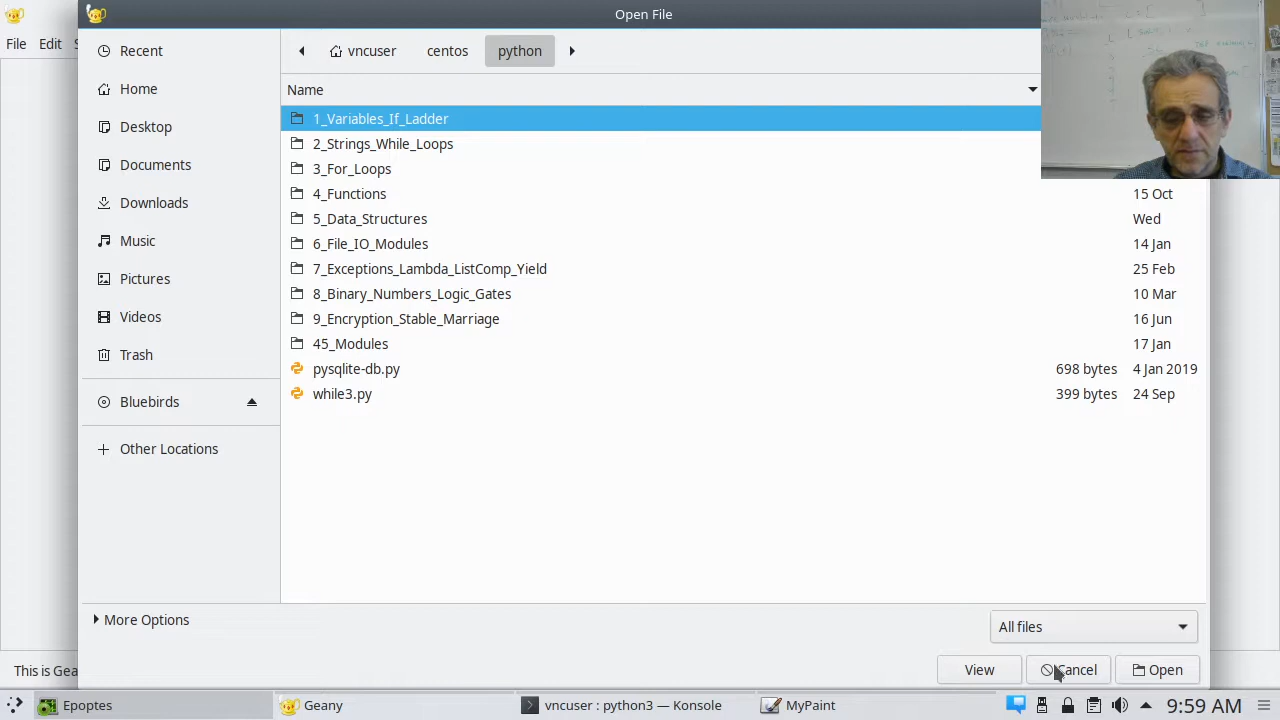 Open File
File Edit S
Recent
Home
Desktop
Documents
Downloads
Music
Pictures
Videos
Trash
Bluebirds
Other Locations
vncuser centos python
Name
1_Variables_If_Ladder
2_Strings_While_Loops
3_For_Loops
4_Functions 15 Oct
5_Data_Structures Wed
6_File_IO_Modules 14 Jan
7_Exceptions_Lambda_ListComp_Yield 25 Feb
8_Binary_Numbers_Logic_Gates 10 Mar
9_Encryption_Stable_Marriage 16 Jun
45_Modules 17 Jan
pysqlite-db.py 698 bytes 4 Jan 2019
while3.py 399 bytes 24 Sep
More Options
All files
View Cancel Open
This is Gea
Epoptes Geany vncuser : python3 — Konsole MyPaint 9:59 AM